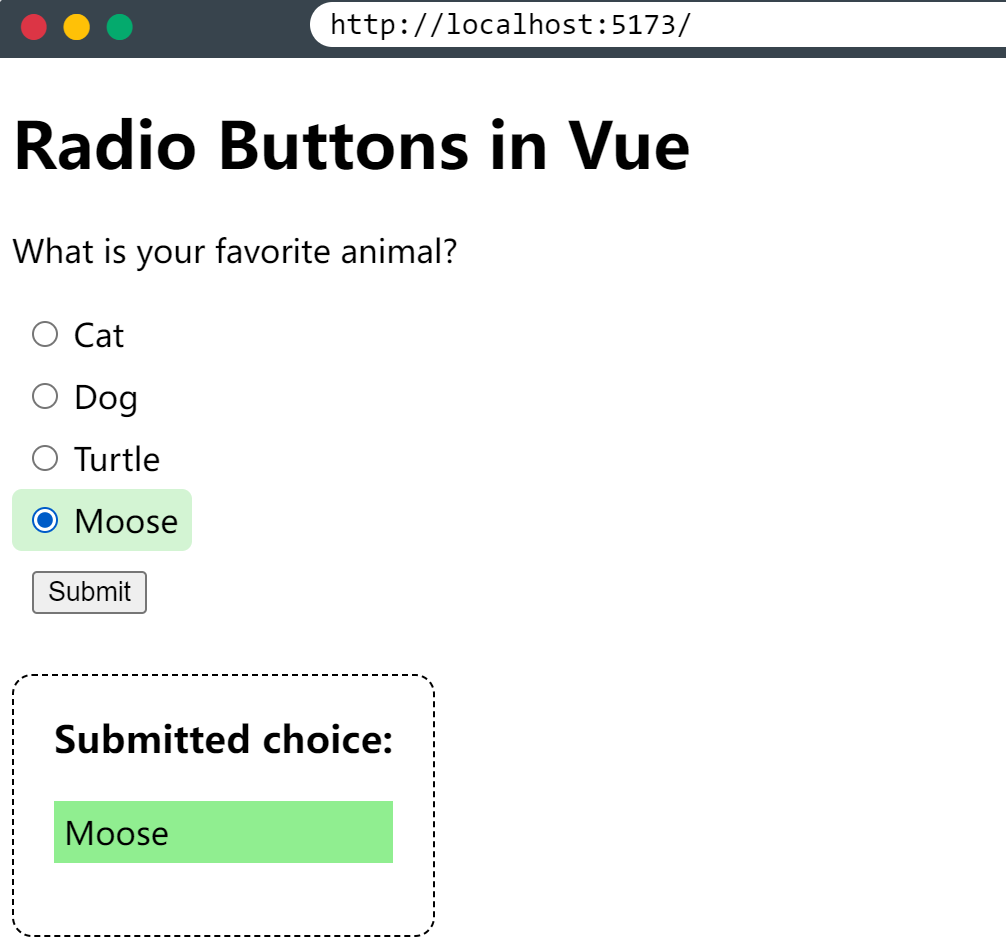 http://localhost:5173/
Radio Buttons in Vue
What is your favorite animal?
Cat
Dog
Turtle
Moose
Submit
Submitted choice:
Moose